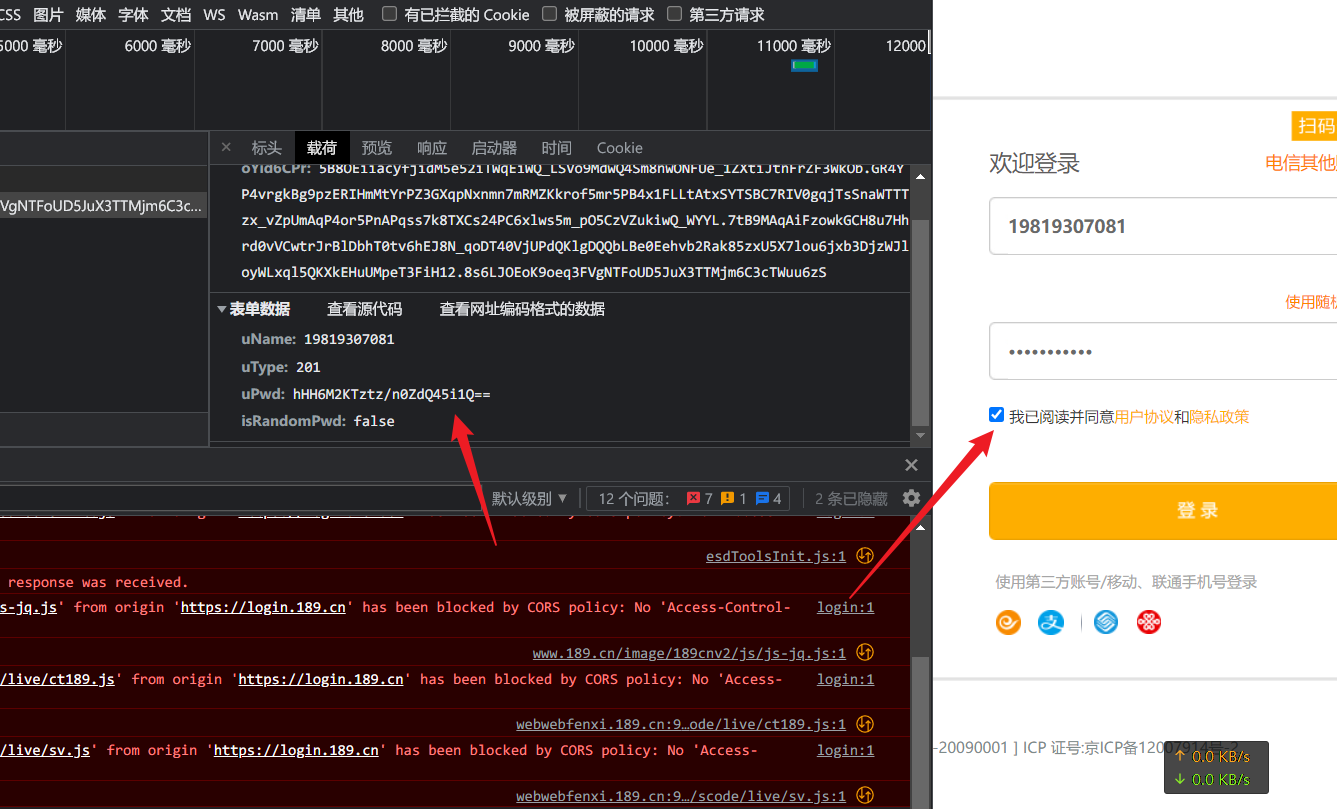 CSS 图片 媒体 字体 文档 WS Wasm 清单 其他 有已拦截的 Cookie 被屏蔽的请求 第三方请求
5000 毫秒 6000 毫秒 7000 毫秒 8000 毫秒 9000 毫秒 10000 毫秒 11000 毫秒 12000
× 标头 载荷 预览 响应 启动器 时间 Cookie
P4vrgkBg9pzERIHmMtYrPZ3GXqpNxnmn7mRMZKkrof5mr5PB4x1FLLtAtxSYTSBC7RIV0gqjTsSnaWTTT
VgNTFoUD5JuX3TTMjm6C3c...
zx_vZpUmAqP4or5PnAPqss7k8TXCs24PC6xlws5m_pO5CzVZukiwQ_WYYL.7tB9MAqAiFzowkGCH8u7Hh
rd0vVCwtrJrBlDbhT0tv6hEJ8N_qoDT40VjUPdQKlgDQQbLBe0Eehvb2Rak85zxU5X7lou6jxb3DjzWJl
oyWLxql5QKXkEHuUMpeT3FiH12.8s6LJOEoK9oeq3FVgNTFoUD5JuX3TTMjm6C3cTWuu6zS
表单数据 查看源代码 查看网址编码格式的数据
uName: 19819307081
uType: 201
uPwd: hHH6M2KTztz/n0ZdQ45i1Q==
isRandomPwd: false
默认级别 12 个问题: 7 1 4 2 条已隐藏
esdToolsInit.js:1
response was received.
s-jq.js' from origin 'https://login.189.cn' has been blocked by CORS policy: No 'Access-Control- login:1
www.189.cn/image/189cnv2/js/js-jq.js:1
/live/ct189.js' from origin 'https://login.189.cn' has been blocked by CORS policy: No 'Access- login:1
webwebfenxi.189.cn:9…ode/live/ct189.js:1
/live/sv.js' from origin 'https://login.189.cn' has been blocked by CORS policy: No 'Access- login:1
webwebfenxi.189.cn:9…/scode/live/sv.js:1
扫码
欢迎登录
电信其他
19819307081
使用随机
•••••••••••
我已阅读并同意用户协议和隐私政策
登 录
使用第三方账号/移动、联通手机号登录
-20090001 ] ICP 证号:京ICP备12007914号-2
↑ 0.0 KB/s
↓ 0.0 KB/s